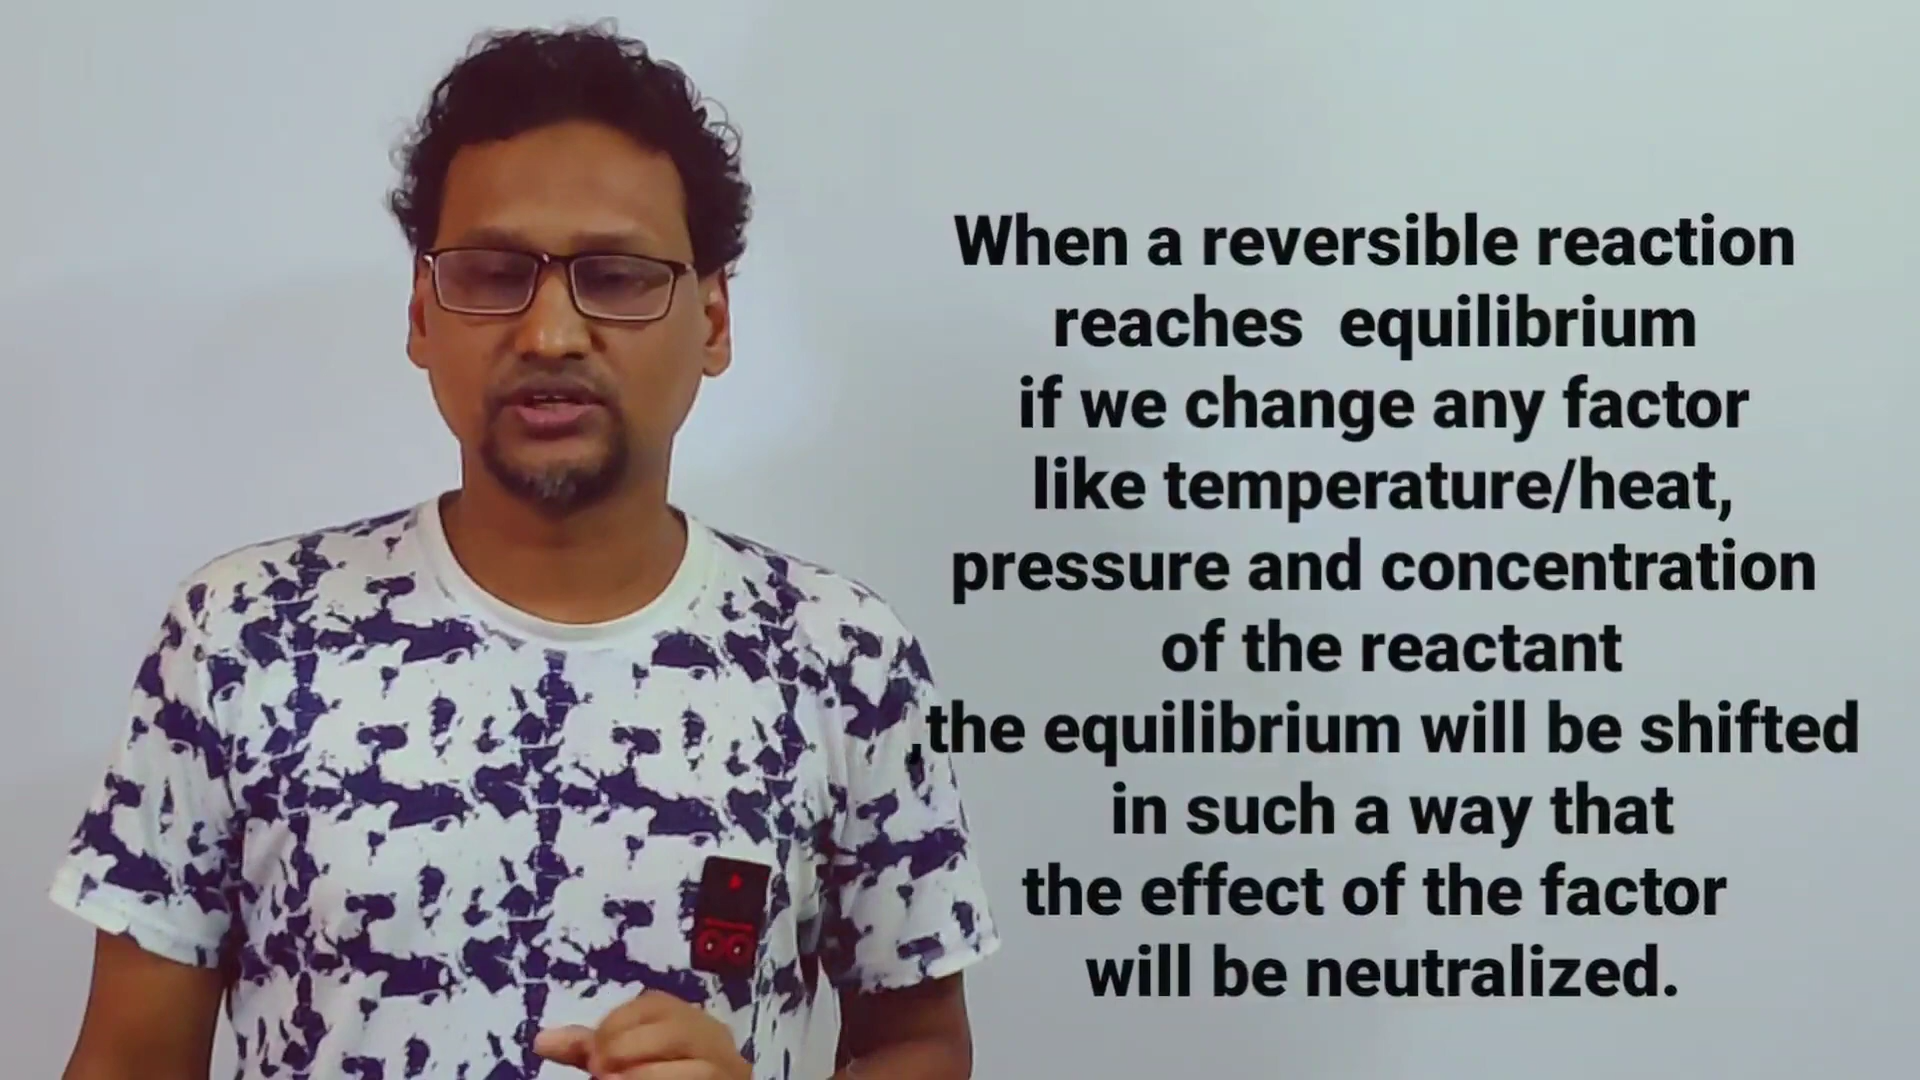 When a reversible reaction
reaches equilibrium
if we change any factor
like temperature/heat,
pressure and concentration
of the reactant
,the equilibrium will be shifted
in such a way that
the effect of the factor
will be neutralized.